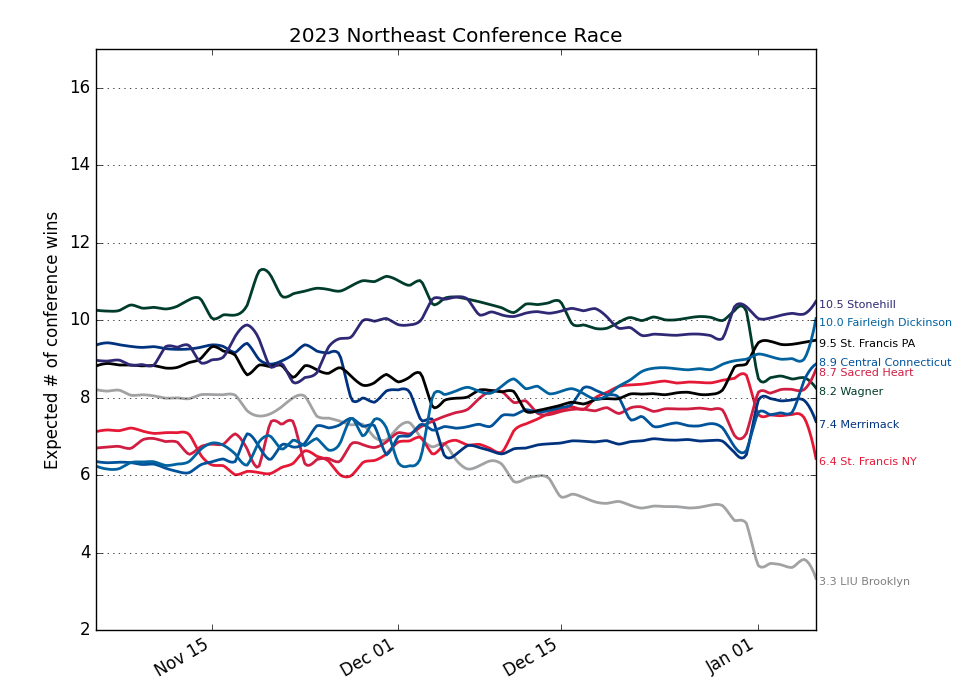 2023 Northeast Conference Race
Expected # of conference wins
16
14
12
10
8
6
4
2
Nov 15
Dec 01
Dec 15
Jan 01
10.5 Stonehill
10.0 Fairleigh Dickinson
9.5 St. Francis PA
8.9 Central Connecticut
8.7 Sacred Heart
8.2 Wagner
7.4 Merrimack
6.4 St. Francis NY
3.3 LIU Brooklyn